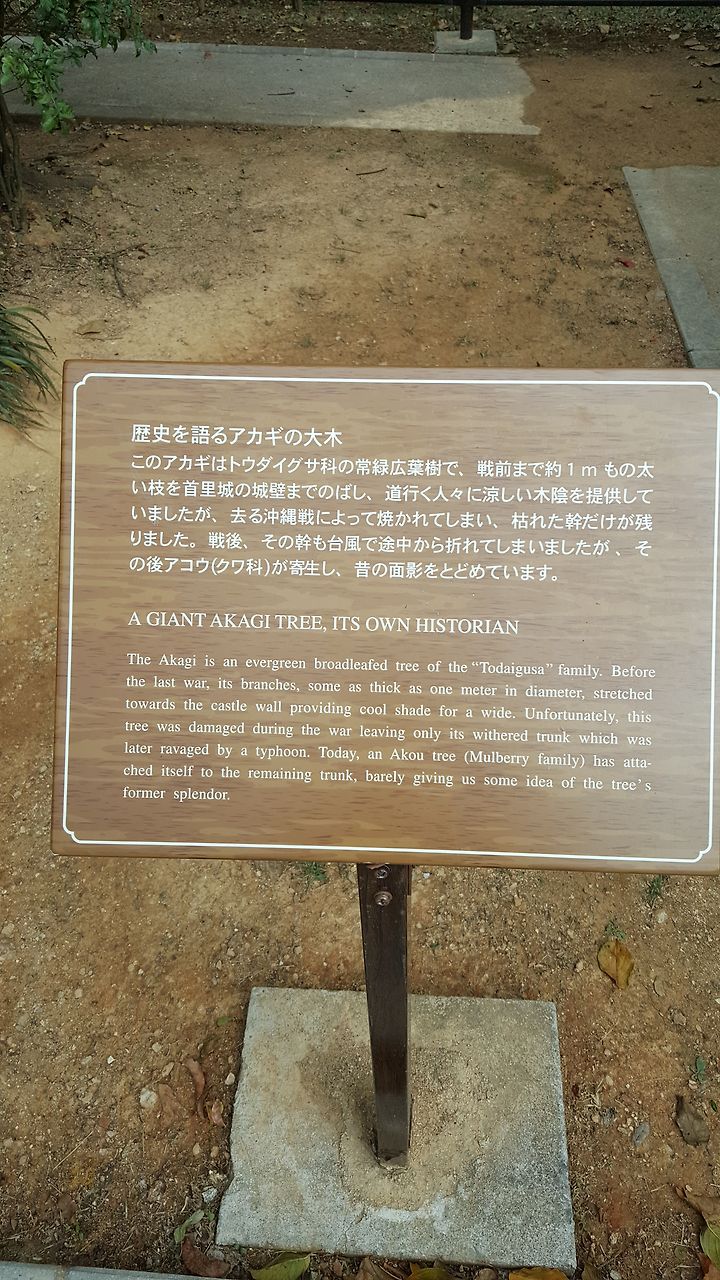 歴史を語るアカギの大木
このアカギはトウダイグサ科の常緑広葉樹で、戦前まで約1mもの太
い枝を首里城の城壁までのばし、道行く人々に涼しい木陰を提供して
いましたが、去る沖縄戦によって焼かれてしまい、枯れた幹だけが残
りました。戦後、その幹も台風で途中から折れてしまいましたが、そ
の後アコウ(クワ科)が寄生し、昔の面影をとどめています。
A GIANT AKAGI TREE, ITS OWN HISTORIAN
The Akagi is an evergreen broadleafed tree of the “Todaigusa” family. Before
the last war, its branches, some as thick as one meter in diameter, stretched
towards the castle wall providing cool shade for a wide. Unfortunately, this
tree was damaged during the war leaving only its withered trunk which was
later ravaged by a typhoon. Today, an Akou tree (Mulberry family) has atta-
ched itself to the remaining trunk, barely giving us some idea of the tree's
former splendor.